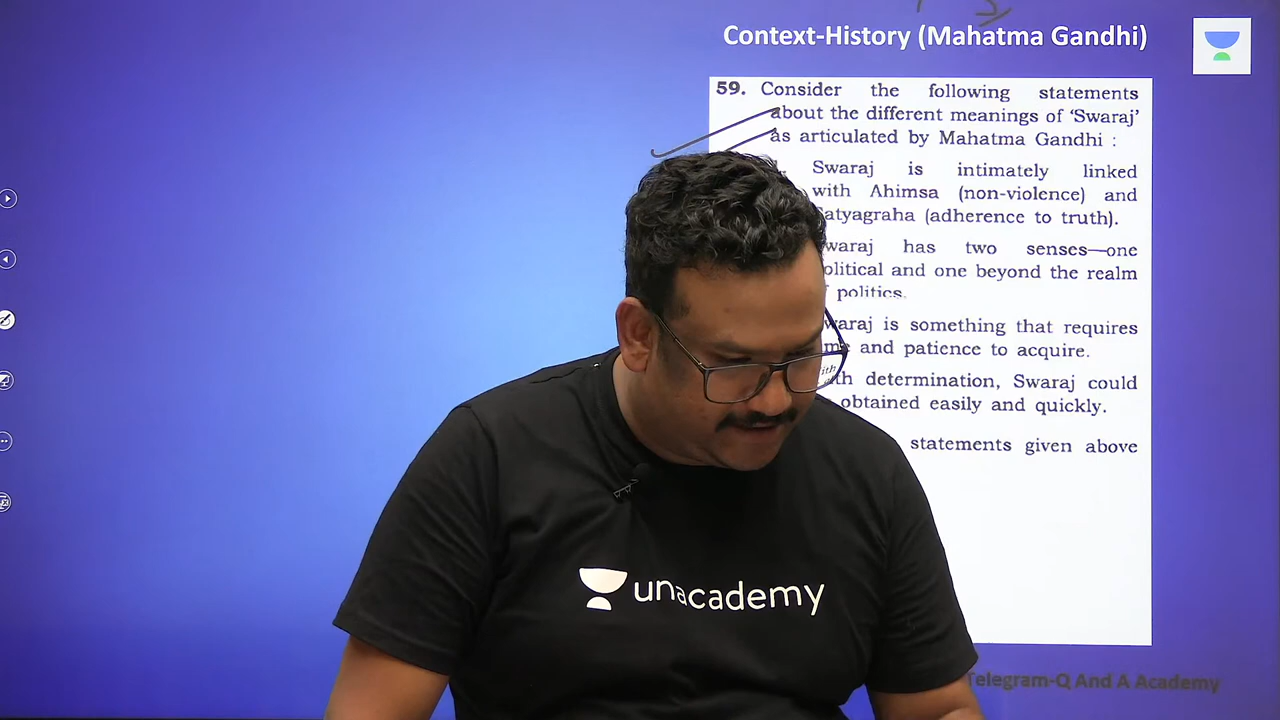 Context-History (Mahatma Gandhi)
59. Consider the following statements
about the different meanings of 'Swaraj'
as articulated by Mahatma Gandhi :
Swaraj is intimately linked
with Ahimsa (non-violence) and
atyagraha (adherence to truth).
waraj has two senses—one
olitical and one beyond the realm
politics.
waraj is something that requires
me and patience to acquire.
th determination, Swaraj could
obtained easily and quickly.
statements given above
unacademy
Telegram-Q And A Academy